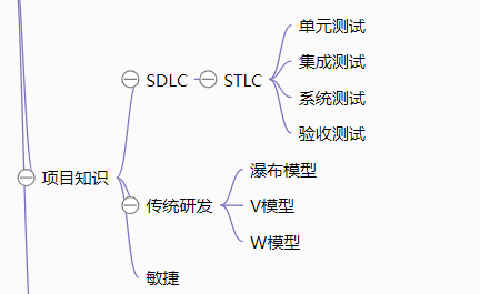 单元测试
集成测试
SDLC
STLC
系统测试
验收测试
项目知识
瀑布模型
传统研发
V模型
W模型
敏捷